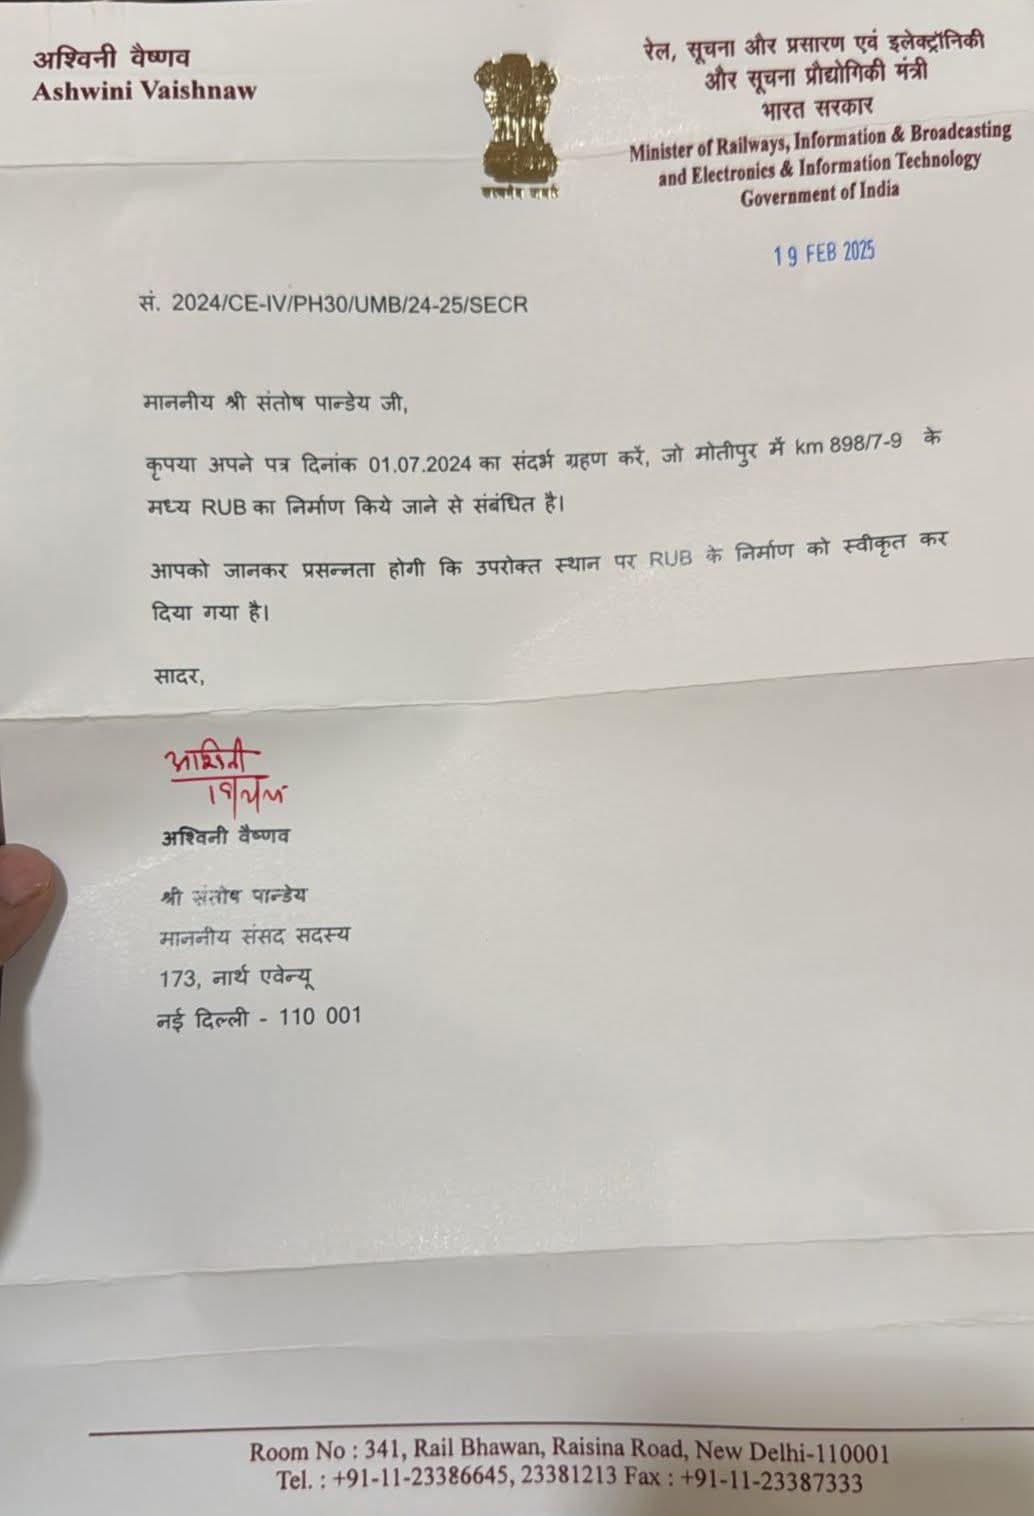 अश्विनी वैष्णव
Ashwini Vaishnaw
सत्यमेव जयते
रेल, सूचना और प्रसारण एवं इलेक्ट्रॉनिकी
और सूचना प्रौद्योगिकी मंत्री
भारत सरकार
Minister of Railways, Information & Broadcasting
and Electronics & Information Technology
Government of India
19 FEB 2025
सं. 2024/CE-IV/PH30/UMB/24-25/SECR
माननीय श्री संतोष पान्डेय जी,
कृपया अपने पत्र दिनांक 01.07.2024 का संदर्भ ग्रहण करें, जो मोतीपुर में km 898/7-9 के
मध्य RUB का निर्माण किये जाने से संबंधित है।
आपको जानकर प्रसन्नता होगी कि उपरोक्त स्थान पर RUB के निर्माण को स्वीकृत कर
दिया गया है।
सादर,
अश्विनी
अश्विनी वैष्णव
श्री संतोष पान्डेय
माननीय संसद सदस्य
173, नार्थ एवेन्यू
नई दिल्ली - 110 001
Room No : 341, Rail Bhawan, Raisina Road, New Delhi-110001
Tel. : +91-11-23386645, 23381213 Fax : +91-11-23387333